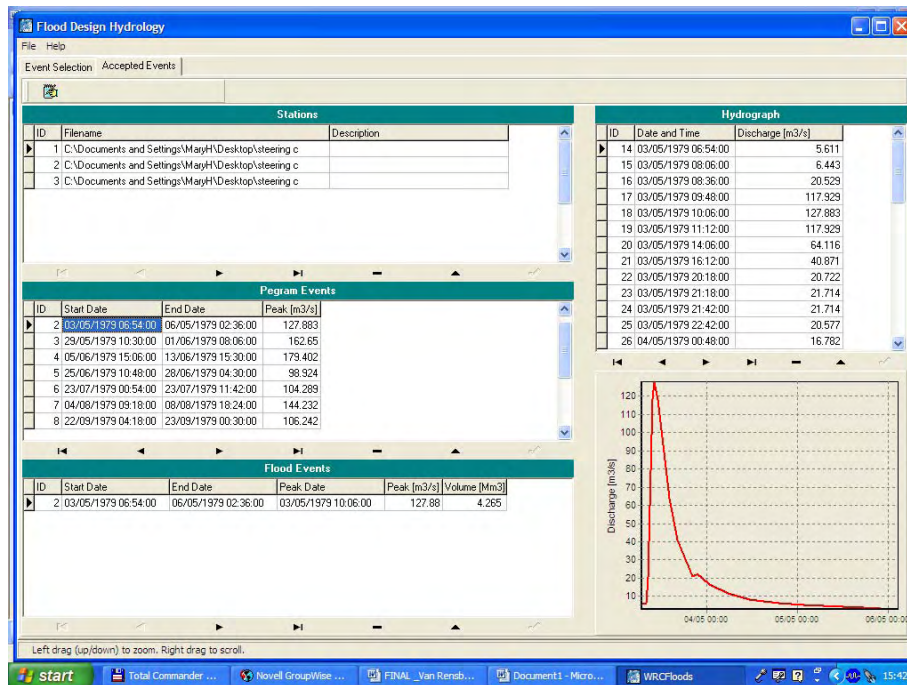 Flood Design Hydrology
File Help
Event Selection Accepted Events
Stations
ID Filename Description
1 C:\Documents and Settings\MaryH\Desktop\steering c
2 C:\Documents and Settings\MaryH\Desktop\steering c
3 C:\Documents and Settings\MaryH\Desktop\steering c
Pegram Events
ID Start Date End Date Peak [m3/s]
2 03/05/1979 06:54:00 06/05/1979 02:36:00 127.883
3 29/05/1979 10:30:00 01/06/1979 08:06:00 162.65
4 05/06/1979 15:06:00 13/06/1979 15:30:00 179.402
5 25/06/1979 10:48:00 28/06/1979 04:30:00 98.924
6 23/07/1979 00:54:00 23/07/1979 11:42:00 104.289
7 04/08/1979 09:18:00 08/08/1979 18:24:00 144.232
8 22/09/1979 04:18:00 23/09/1979 00:30:00 106.242
Flood Events
ID Start Date End Date Peak Date Peak [m3/s] Volume [Mm3]
2 03/05/1979 06:54:00 06/05/1979 02:36:00 03/05/1979 10:06:00 127.88 4.265
Hydrograph
ID Date and Time Discharge [m3/s]
14 03/05/1979 06:54:00 5.611
15 03/05/1979 08:06:00 6.443
16 03/05/1979 08:36:00 20.529
17 03/05/1979 09:48:00 117.929
18 03/05/1979 10:06:00 127.883
19 03/05/1979 11:12:00 117.929
20 03/05/1979 14:06:00 64.116
21 03/05/1979 16:12:00 40.871
22 03/05/1979 20:18:00 20.722
23 03/05/1979 21:18:00 21.714
24 03/05/1979 21:42:00 21.714
25 03/05/1979 22:42:00 20.577
26 04/05/1979 00:48:00 16.782
120
110
100
90
80
70
60
50
40
30
20
10
Discharge [m3/s]
04/05 00:00 05/05 00:00 06/05 00:00
Left drag (up/down) to zoom. Right drag to scroll.
start Total Commander ... Novell GroupWise ... FINAL _Van Rensb... Document1 - Micro... WRCFloods 15:42